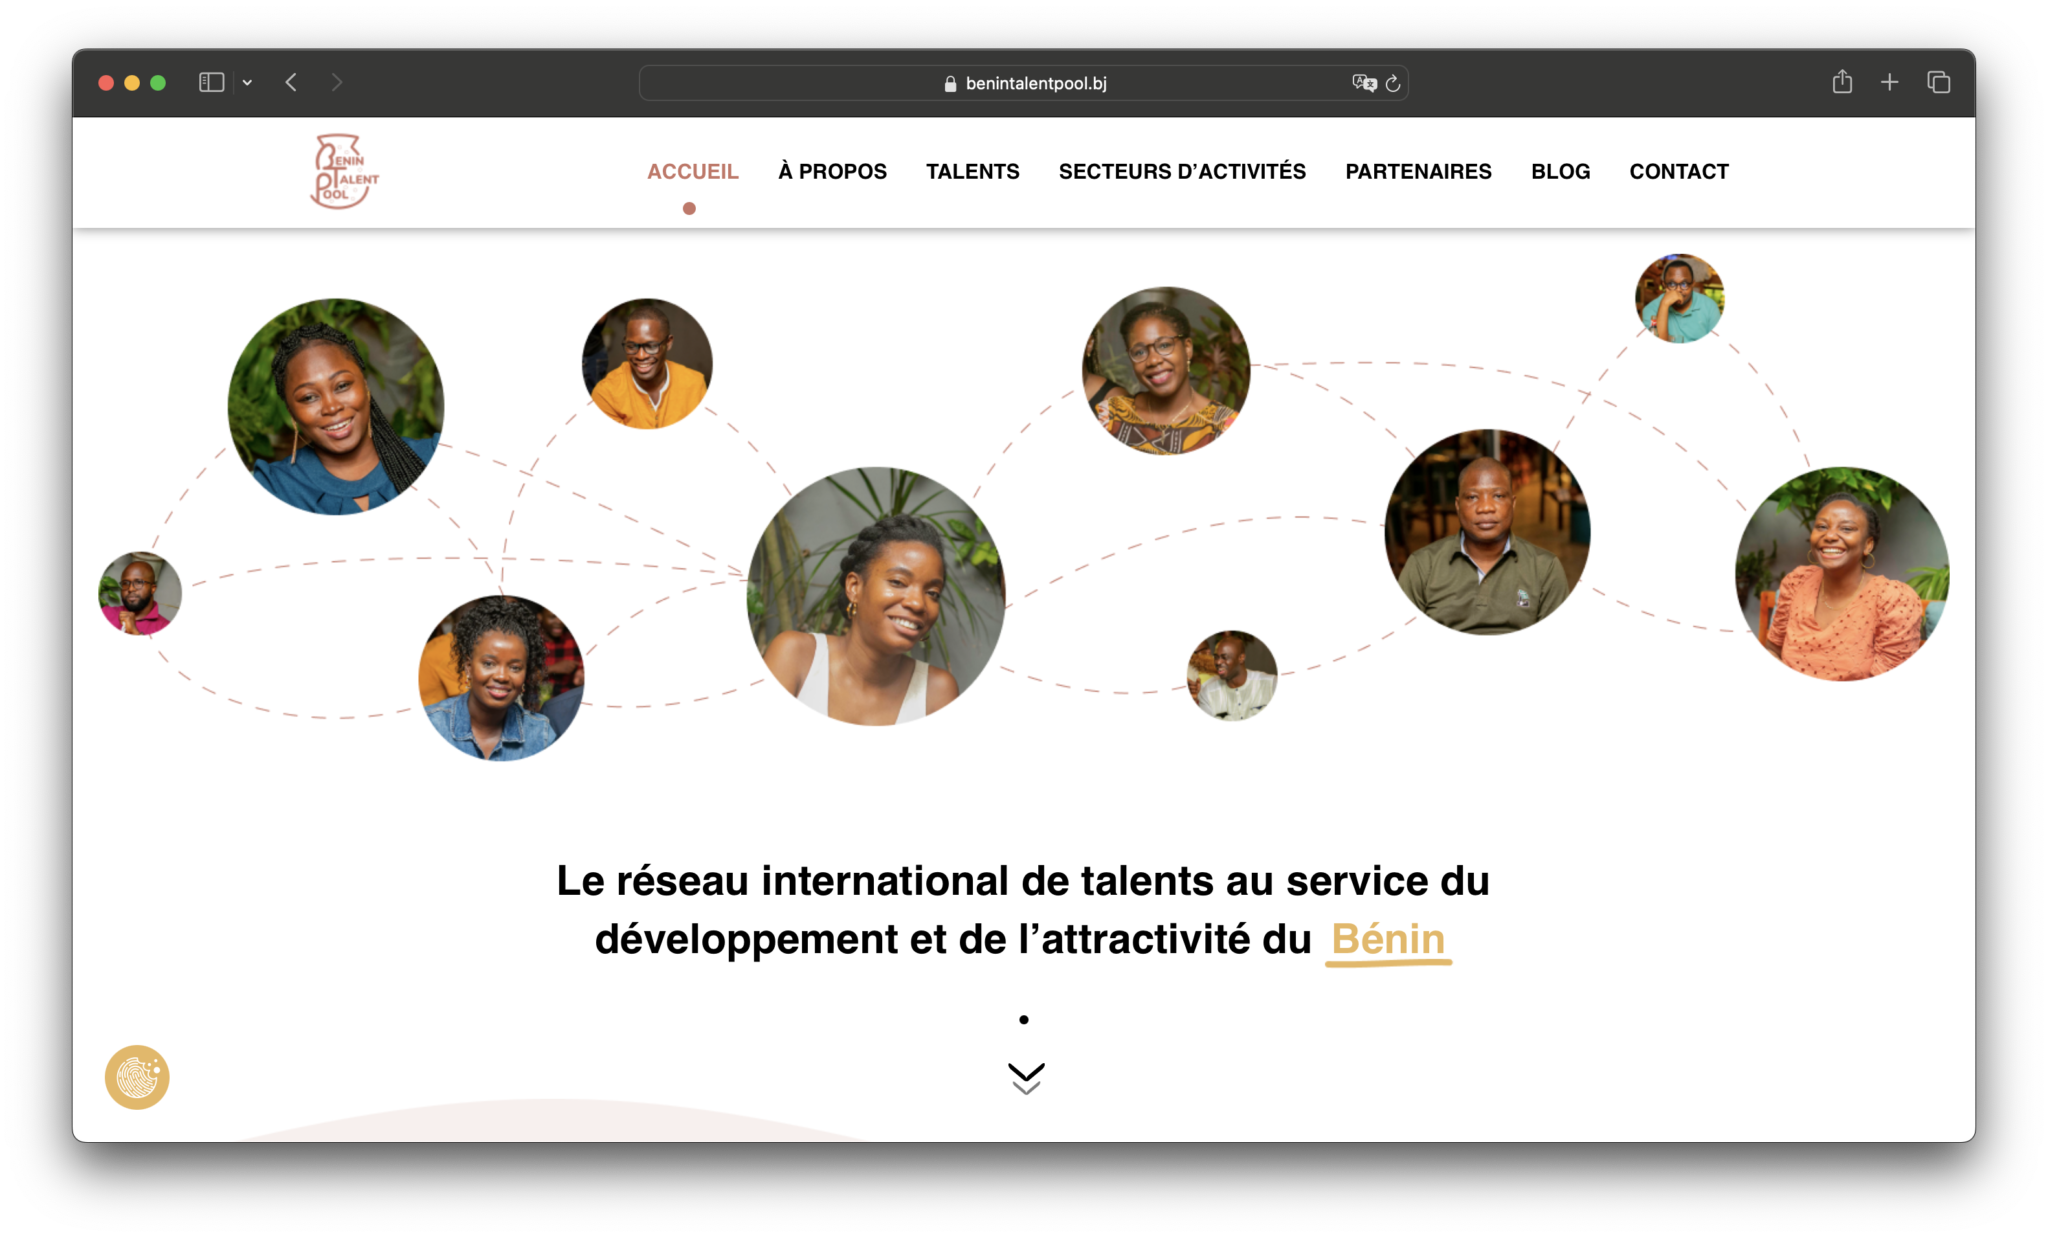 benintalentpool.bj
BENIN
TALENT
POOL
ACCUEIL
À PROPOS
TALENTS
SECTEURS D’ACTIVITÉS
PARTENAIRES
BLOG
CONTACT
Le réseau international de talents au service du
développement et de l’attractivité du Bénin